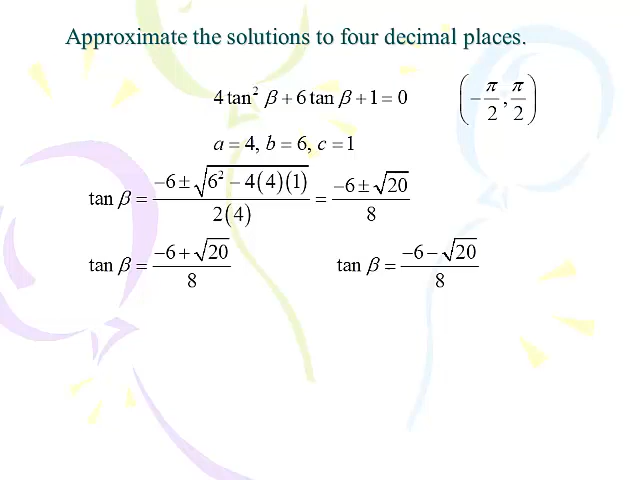 Approximate the solutions to four decimal places.
4 tan² β + 6 tan β + 1 = 0 (−π/2, π/2)
a = 4, b = 6, c = 1
tan β = (−6 ± √(6² − 4(4)(1))) / 2(4) = (−6 ± √20) / 8
tan β = (−6 + √20) / 8 tan β = (−6 − √20) / 8